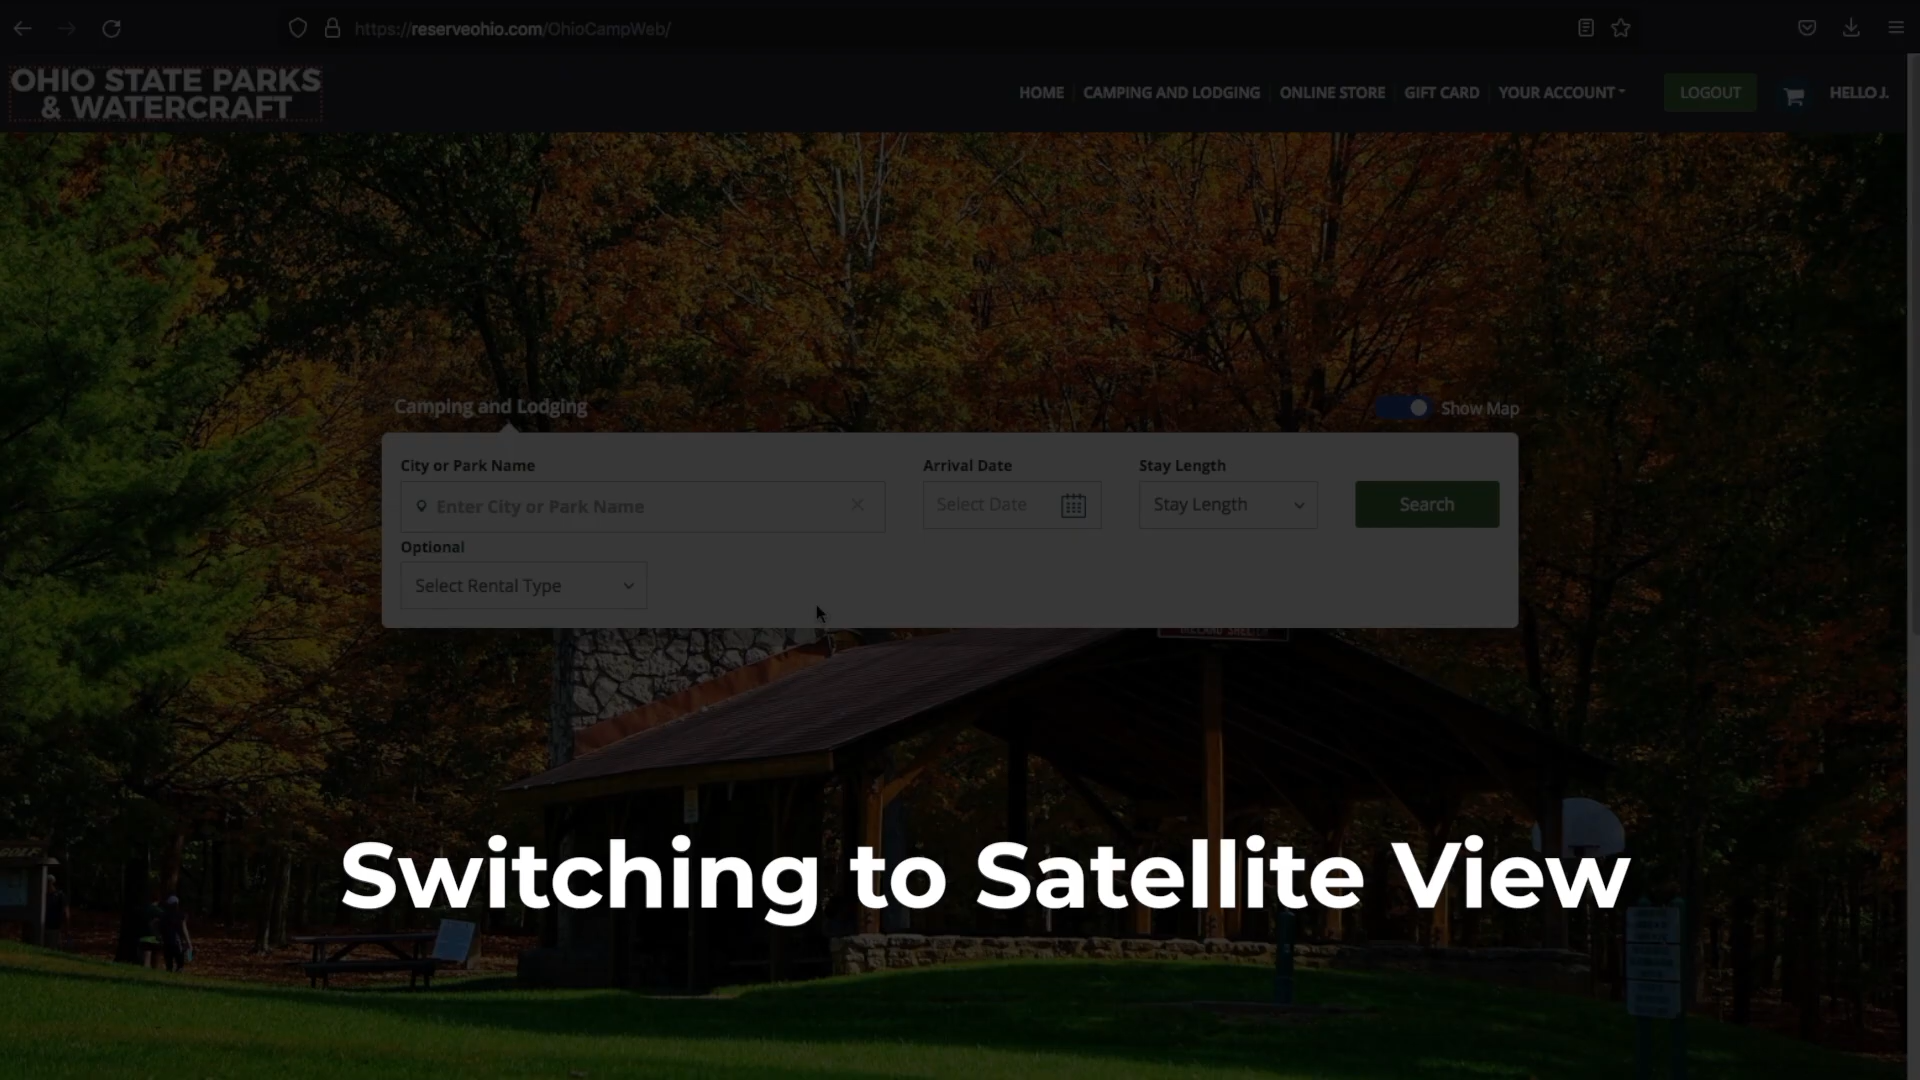 https://reserveohio.com/OhioCampWeb/
OHIO STATE PARKS
& WATERCRAFT
HOME
CAMPING AND LODGING
ONLINE STORE
GIFT CARD
YOUR ACCOUNT
LOGOUT
HELLO J.
Camping and Lodging
Show Map
City or Park Name
Arrival Date
Stay Length
Enter City or Park Name
Select Date
Stay Length
Search
Optional
Select Rental Type
Switching to Satellite View